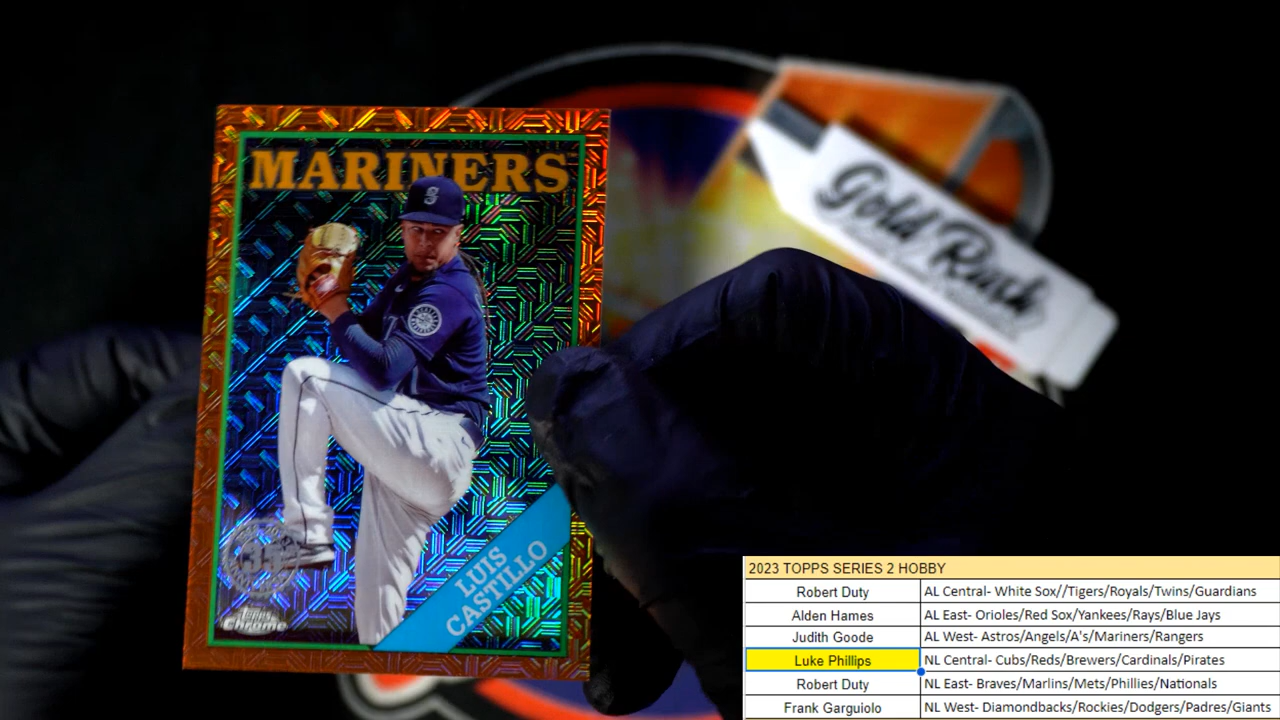 MARINERS
Gold Rush
S
35
LUIS
CASTILLO
Topps
Chrome
2023 TOPPS SERIES 2 HOBBY
Robert Duty AL Central- White Sox//Tigers/Royals/Twins/Guardians
Alden Hames AL East- Orioles/Red Sox/Yankees/Rays/Blue Jays
Judith Goode AL West- Astros/Angels/A's/Mariners/Rangers
Luke Phillips NL Central- Cubs/Reds/Brewers/Cardinals/Pirates
Robert Duty NL East- Braves/Marlins/Mets/Phillies/Nationals
Frank Garguiolo NL West- Diamondbacks/Rockies/Dodgers/Padres/Giants